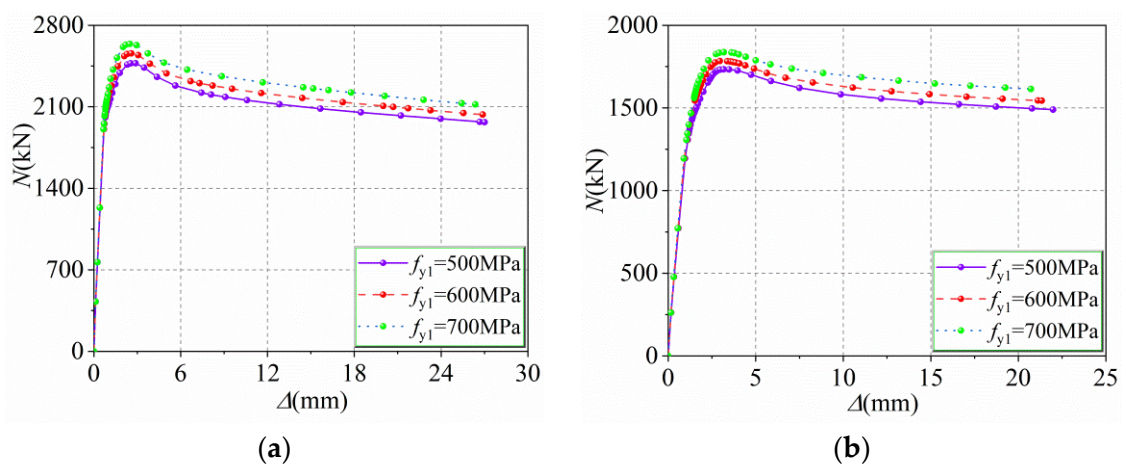 2800
2100
1400
700
0
N(kN)
0 6 12 18 24 30
Δ(mm)
fy1=500MPa
fy1=600MPa
fy1=700MPa
(a)
2000
1500
1000
500
0
N(kN)
0 5 10 15 20 25
Δ(mm)
fy1=500MPa
fy1=600MPa
fy1=700MPa
(b)